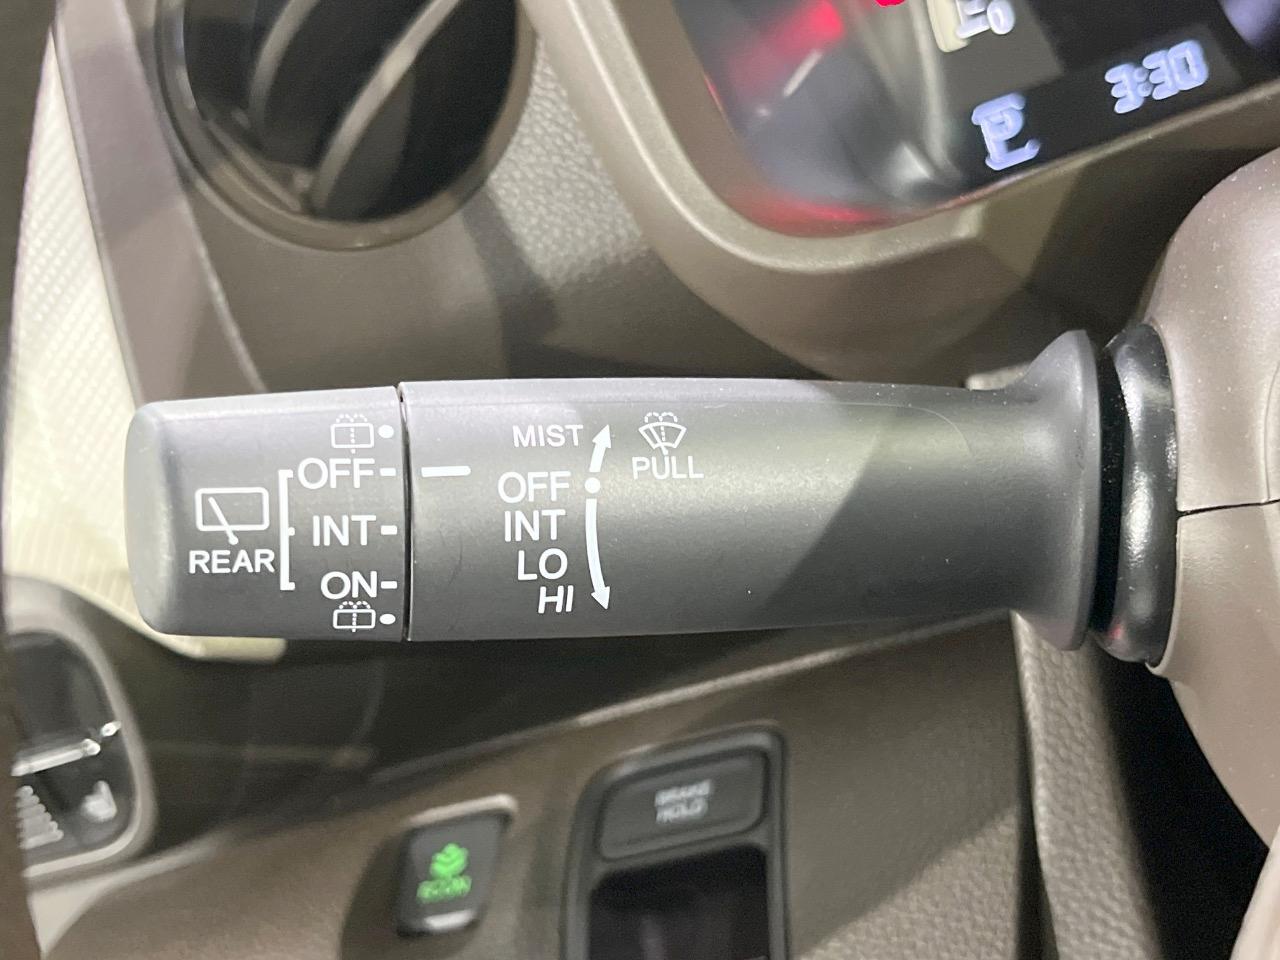 3:30
E
MIST
PULL
OFF
OFF
INT
INT
REAR
LO
ON
HI
BRAKE
HOLD
ECON